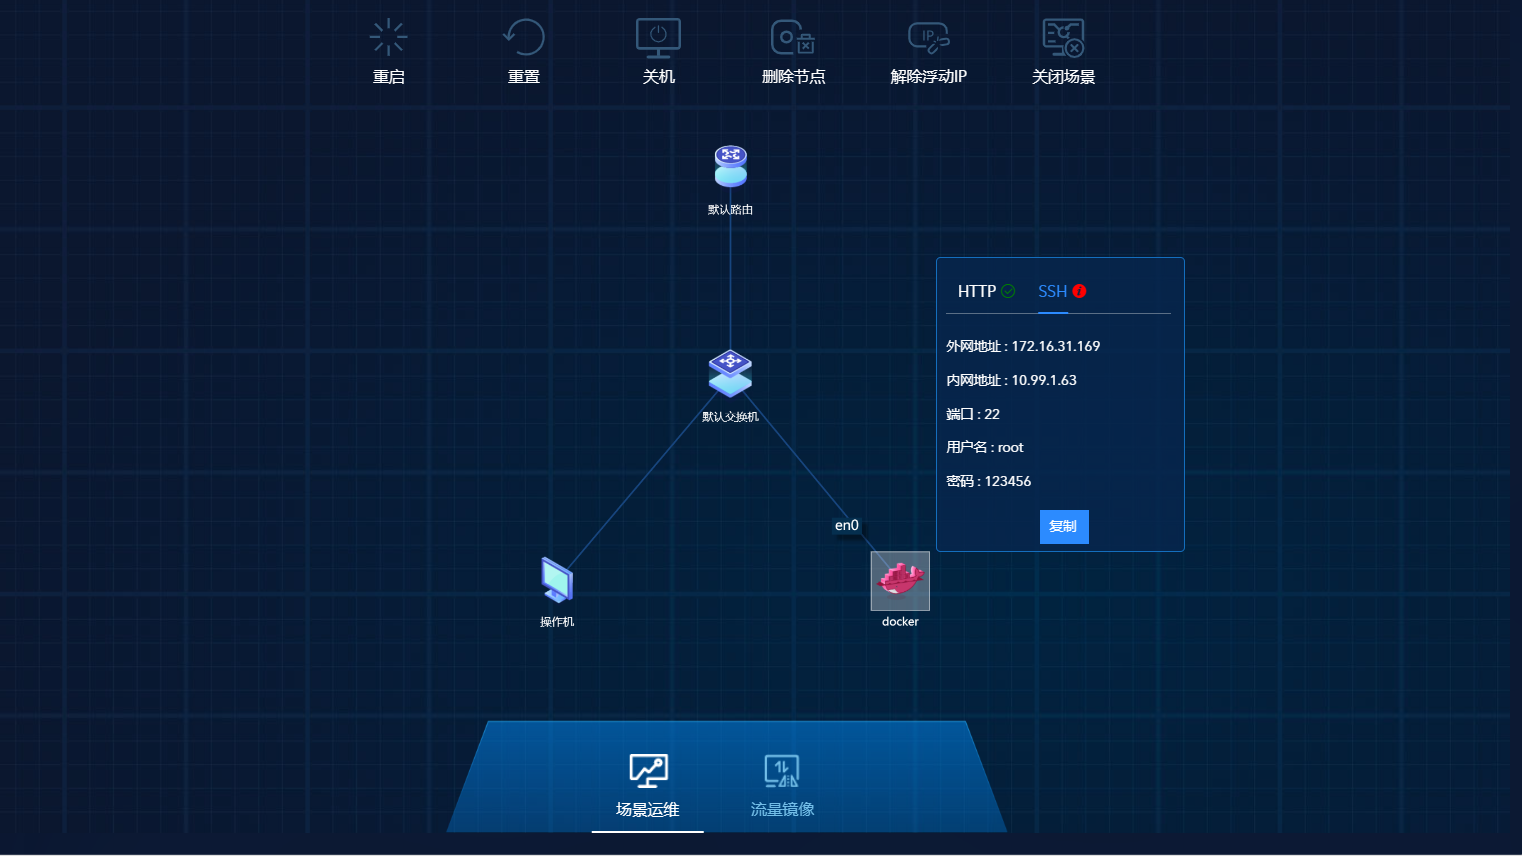 重启
重置
关机
删除节点
IP
解除浮动IP
关闭场景
默认路由
HTTP
SSH
外网地址 : 172.16.31.169
内网地址 : 10.99.1.63
端口 : 22
用户名 : root
密码 : 123456
复制
默认交换机
en0
操作机
docker
场景运维
流量镜像